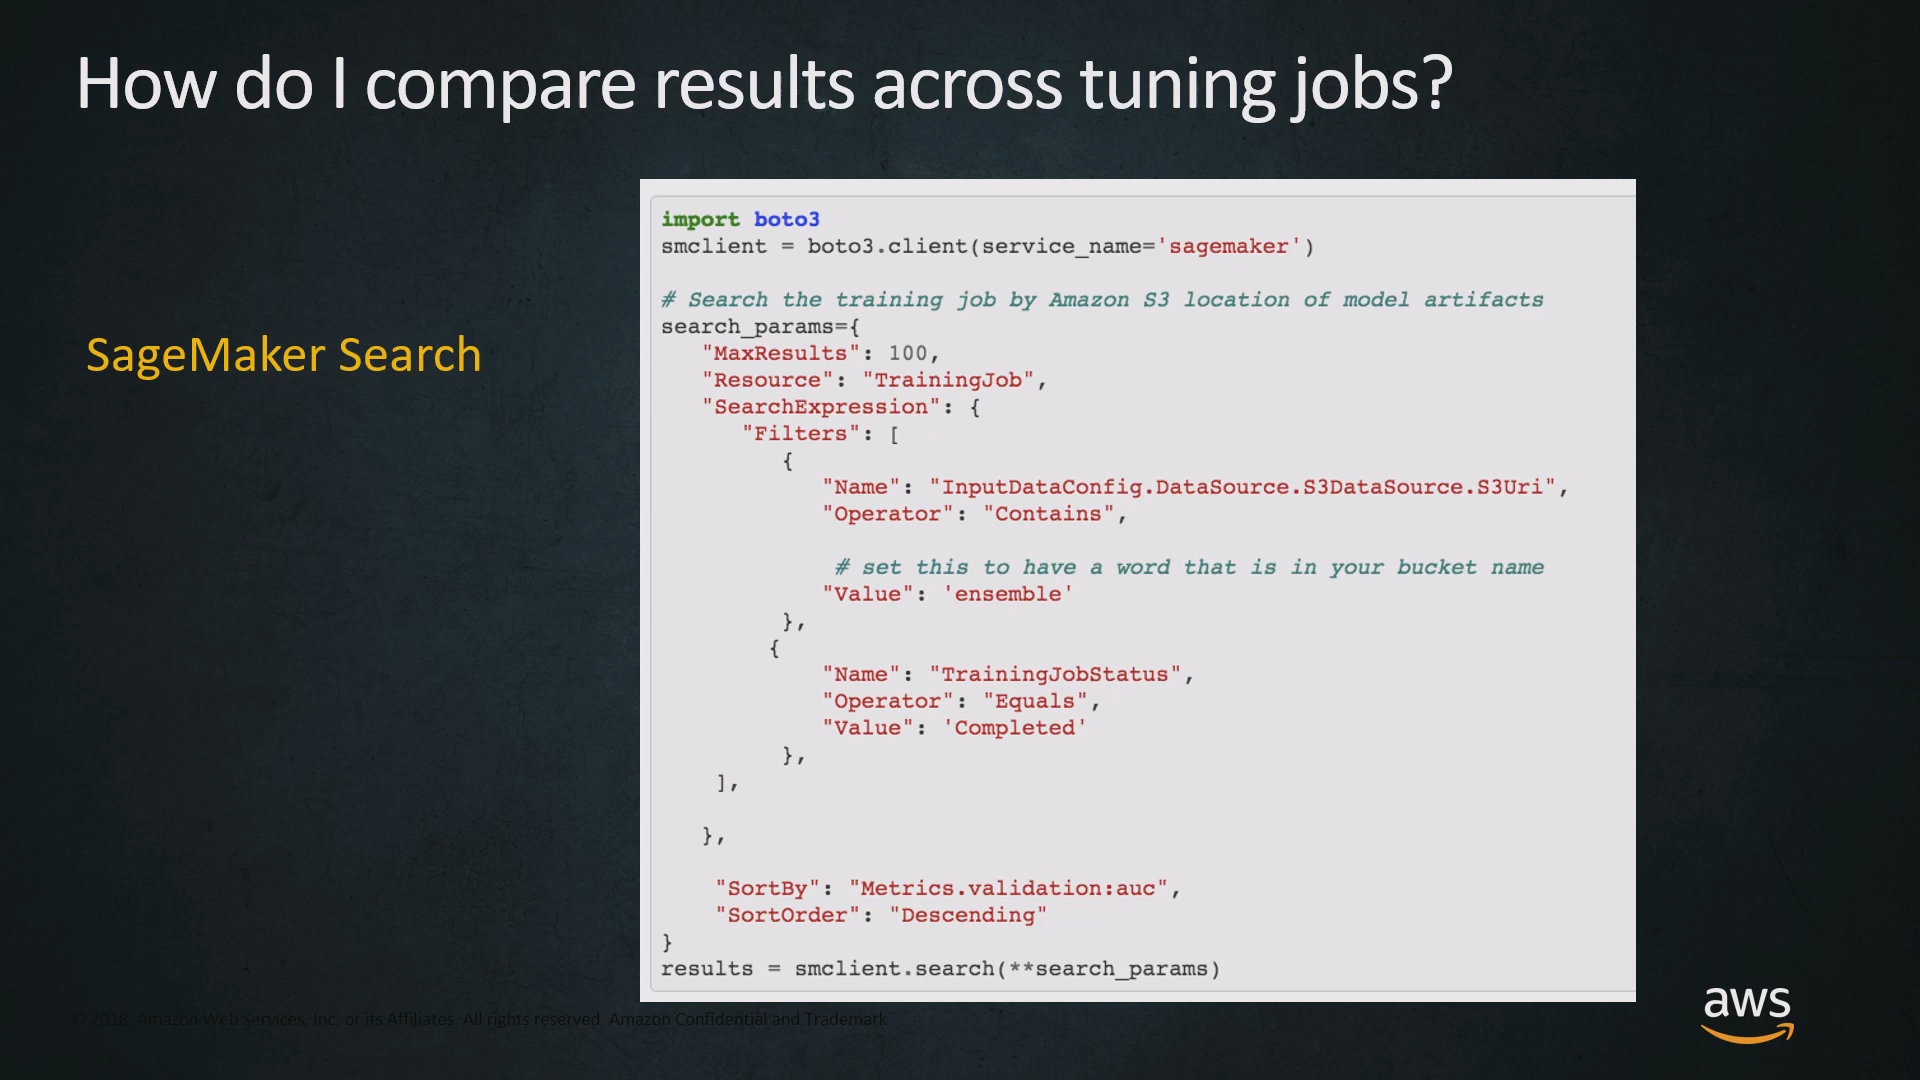 How do I compare results across tuning jobs?
SageMaker Search
import boto3
smclient = boto3.client(service_name='sagemaker')
# Search the training job by Amazon S3 location of model artifacts
search_params={
"MaxResults": 100,
"Resource": "TrainingJob",
"SearchExpression": {
"Filters": [
{
"Name": "InputDataConfig.DataSource.S3DataSource.S3Uri",
"Operator": "Contains",
# set this to have a word that is in your bucket name
"Value": 'ensemble'
},
{
"Name": "TrainingJobStatus",
"Operator": "Equals",
"Value": 'Completed'
},
],
},
"SortBy": "Metrics.validation:auc",
"SortOrder": "Descending"
}
results = smclient.search(**search_params)
© 2018, Amazon Web Services, Inc. or its Affiliates. All rights reserved. Amazon Confidential and Trademark
aws